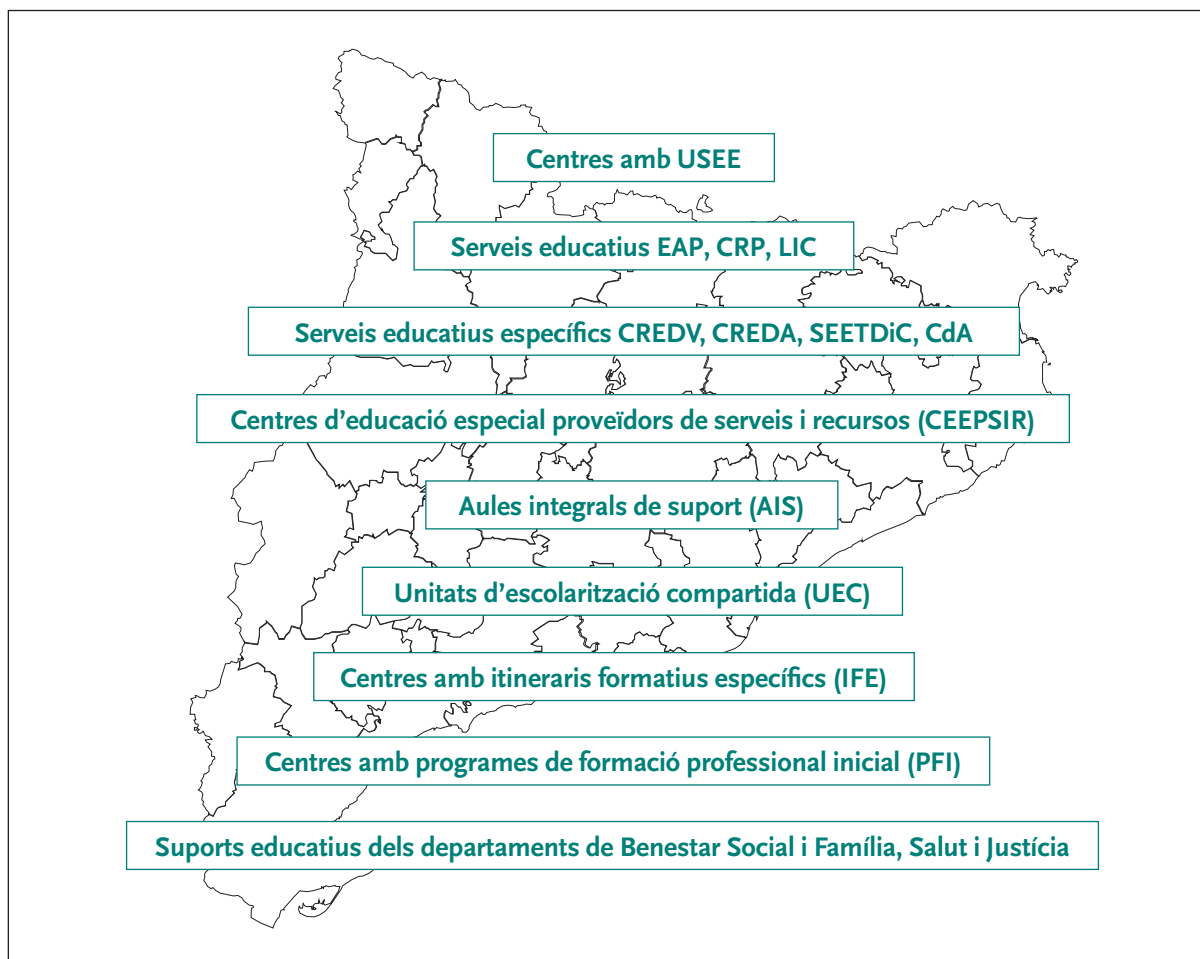 Centres amb USEE
Serveis educatius EAP, CRP, LIC
Serveis educatius específics CREDV, CREDA, SEETDiC, CdA
Centres d’educació especial proveïdors de serveis i recursos (CEEPSIR)
Aules integrals de suport (AIS)
Unitats d’escolarització compartida (UEC)
Centres amb itineraris formatius específics (IFE)
Centres amb programes de formació professional inicial (PFI)
Suports educatius dels departaments de Benestar Social i Família, Salut i Justícia